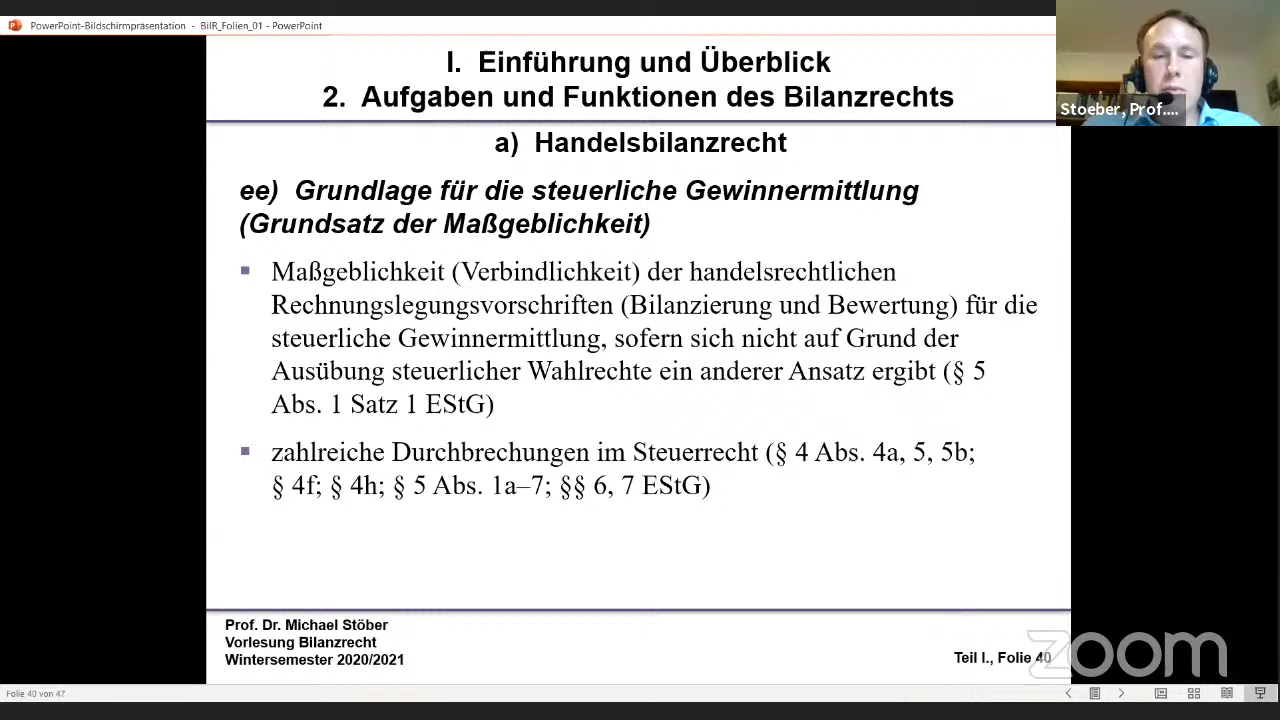 PowerPoint-Bildschirmpräsentation - BilR_Folien_01 - PowerPoint
Stoeber, Prof....
I. Einführung und Überblick
2. Aufgaben und Funktionen des Bilanzrechts
a) Handelsbilanzrecht
ee) Grundlage für die steuerliche Gewinnermittlung
(Grundsatz der Maßgeblichkeit)
Maßgeblichkeit (Verbindlichkeit) der handelsrechtlichen
Rechnungslegungsvorschriften (Bilanzierung und Bewertung) für die
steuerliche Gewinnermittlung, sofern sich nicht auf Grund der
Ausübung steuerlicher Wahlrechte ein anderer Ansatz ergibt (§ 5
Abs. 1 Satz 1 EStG)
zahlreiche Durchbrechungen im Steuerrecht (§ 4 Abs. 4a, 5, 5b;
§ 4f; § 4h; § 5 Abs. 1a–7; §§ 6, 7 EStG)
Prof. Dr. Michael Stöber
Vorlesung Bilanzrecht
Wintersemester 2020/2021
Teil I., Folie 40
zoom
Folie 40 von 47